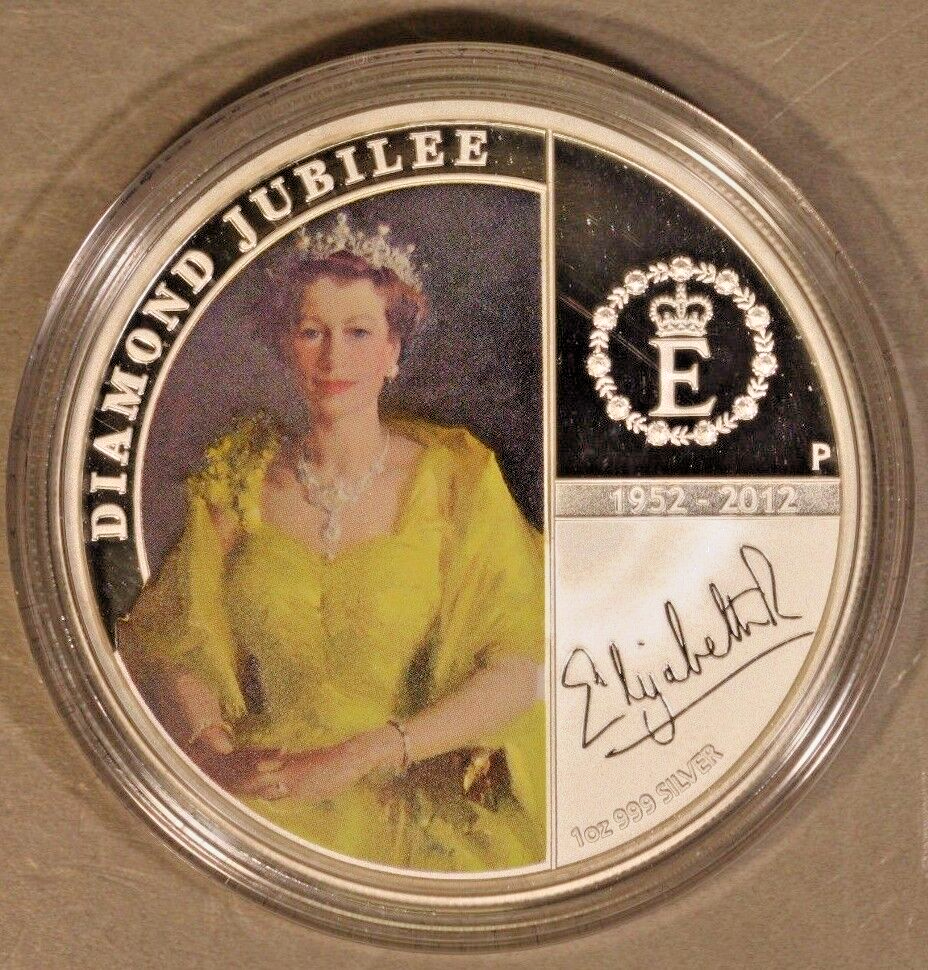 DIAMOND JUBILEE
E
P
1952 - 2012
Elizabeth R
1oz 999 SILVER